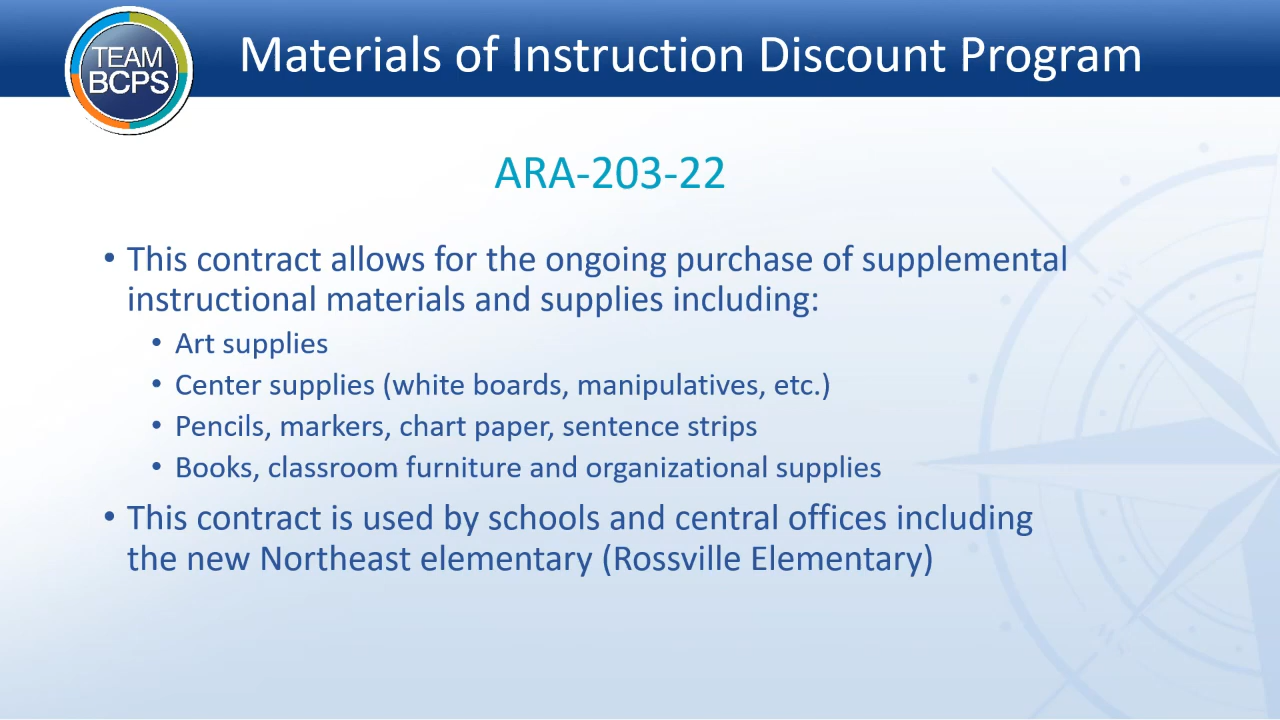 TEAM
BCPS
Materials of Instruction Discount Program
ARA-203-22
• This contract allows for the ongoing purchase of supplemental
instructional materials and supplies including:
• Art supplies
• Center supplies (white boards, manipulatives, etc.)
• Pencils, markers, chart paper, sentence strips
• Books, classroom furniture and organizational supplies
• This contract is used by schools and central offices including
the new Northeast elementary (Rossville Elementary)
NW